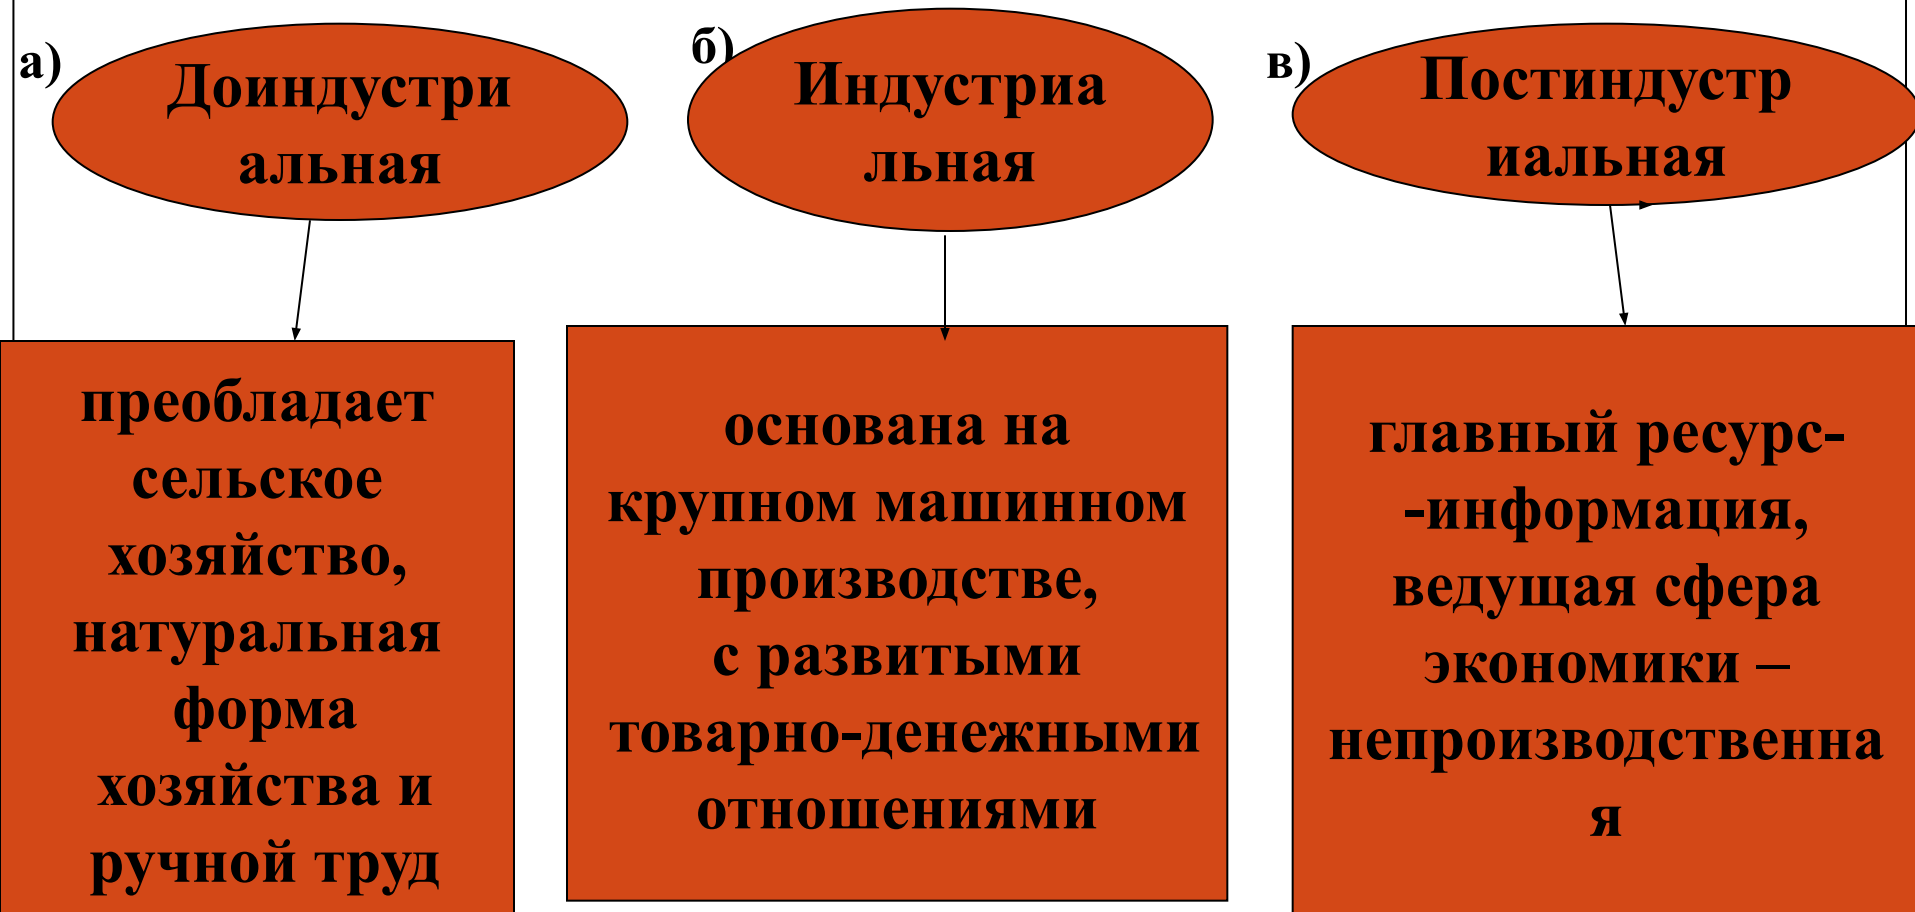 а)
Доиндустри
альная
б)
Индустриа
льная
в)
Постиндустр
иальная
преобладает
сельское
хозяйство,
натуральная
форма
хозяйства и
ручной труд
основана на
крупном машинном
производстве,
с развитыми
товарно-денежными
отношениями
главный ресурс-
-информация,
ведущая сфера
экономики –
непроизводственна
я